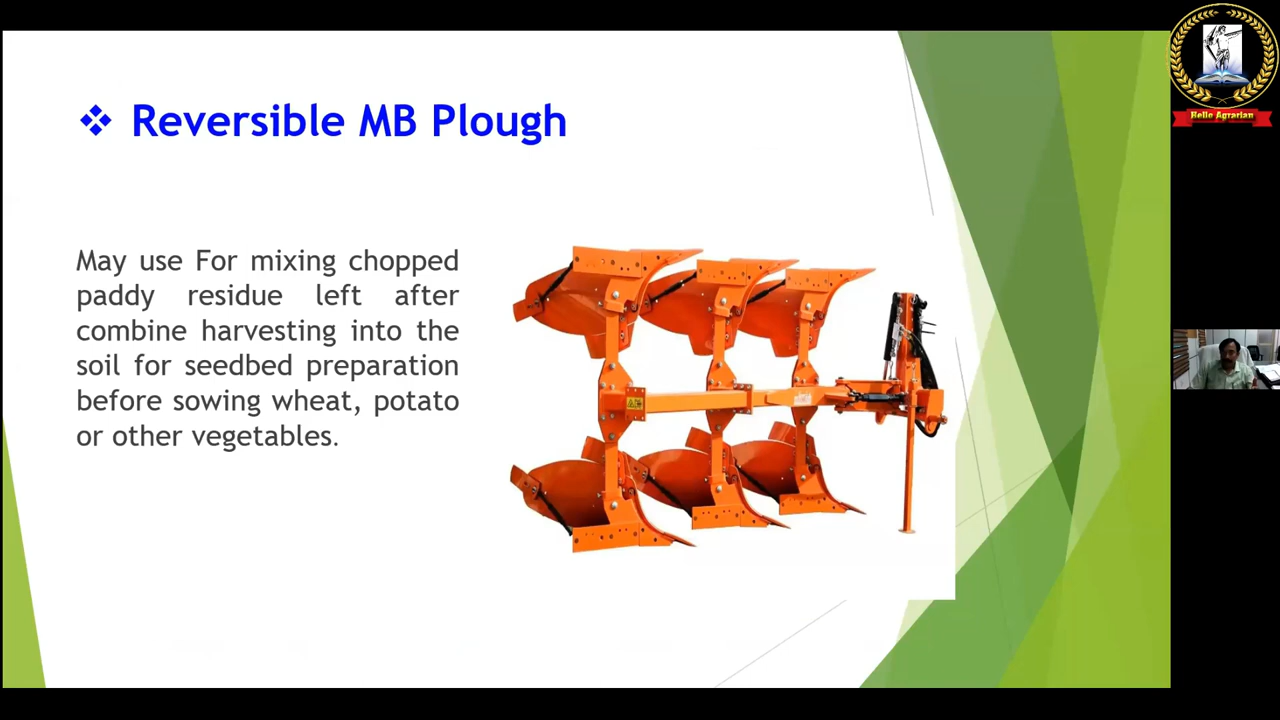 Reversible MB Plough
May use For mixing chopped
paddy residue left after
combine harvesting into the
soil for seedbed preparation
before sowing wheat, potato
or other vegetables.
Hello Agrarian